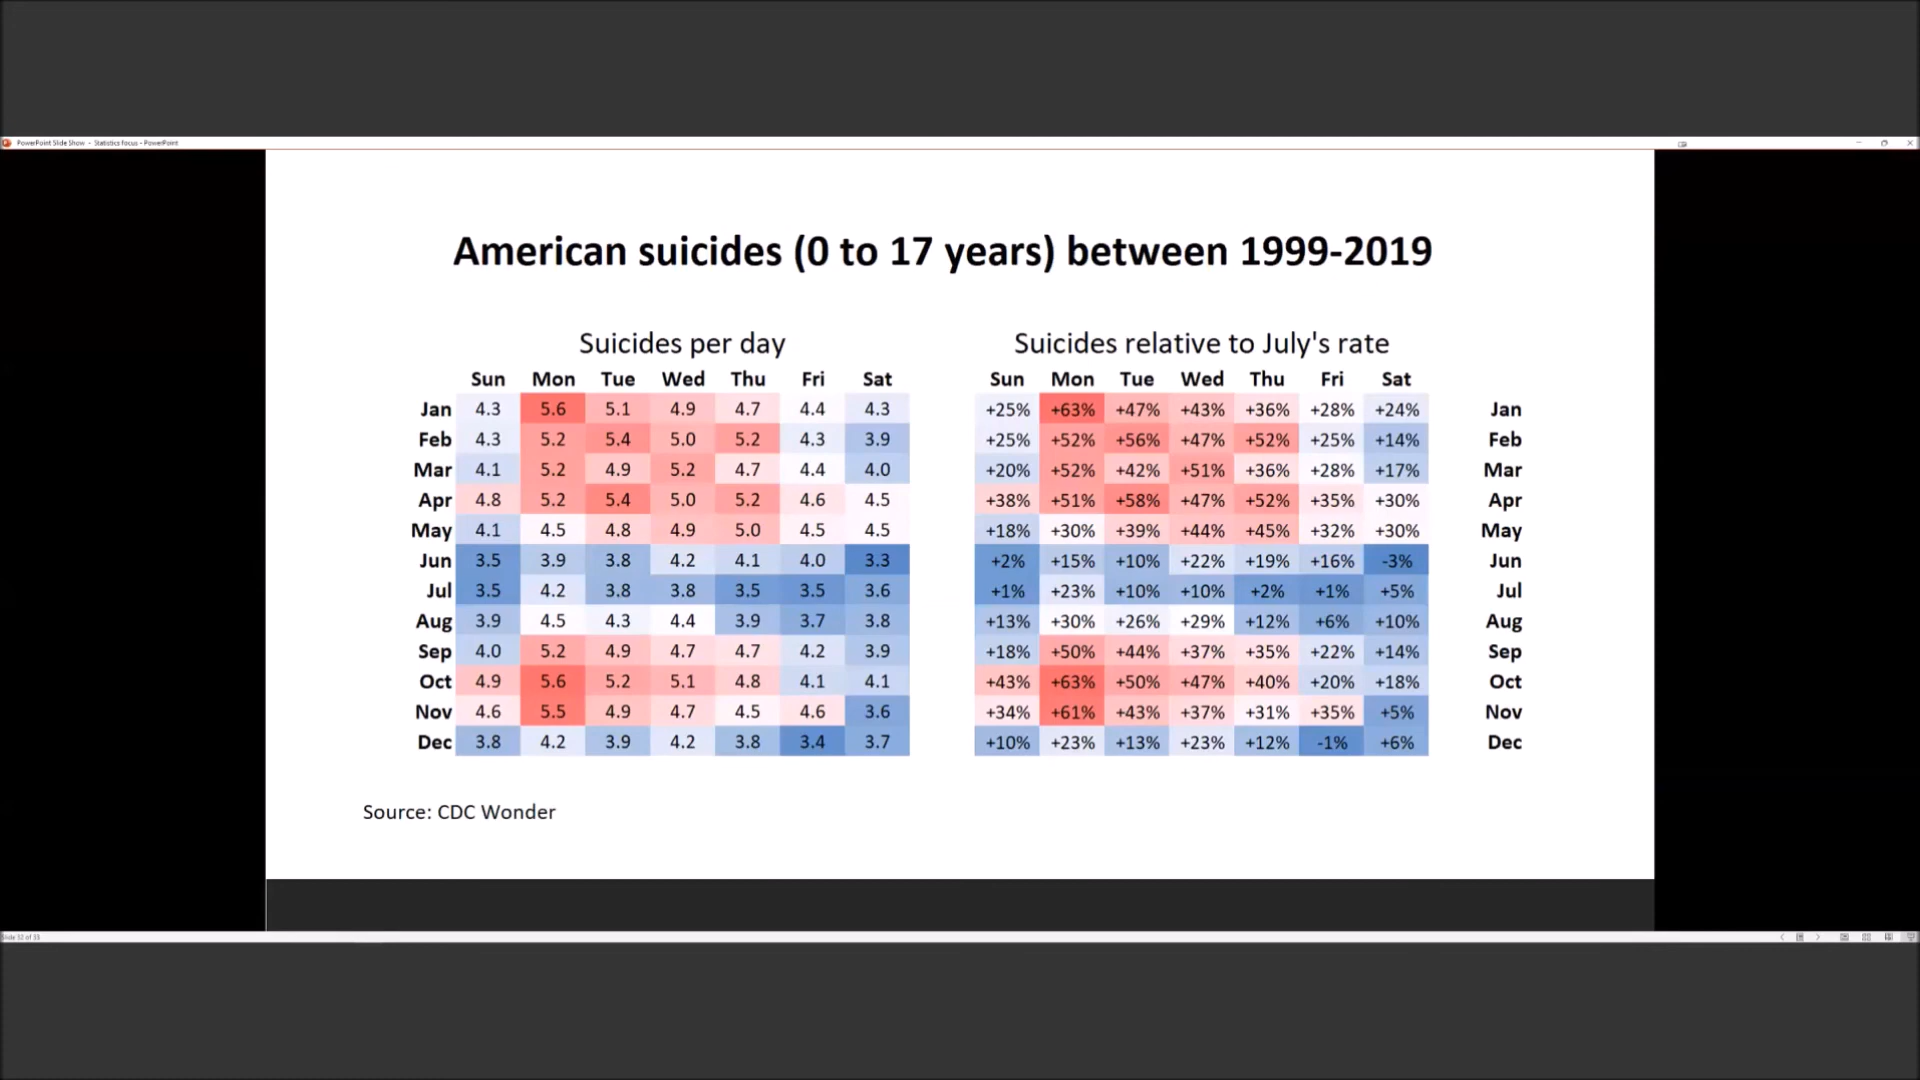 PowerPoint Slide Show - Statistics focus - PowerPoint
American suicides (0 to 17 years) between 1999-2019
Suicides per day
Sun Mon Tue Wed Thu Fri Sat
Jan 4.3 5.6 5.1 4.9 4.7 4.4 4.3
Feb 4.3 5.2 5.4 5.0 5.2 4.3 3.9
Mar 4.1 5.2 4.9 5.2 4.7 4.4 4.0
Apr 4.8 5.2 5.4 5.0 5.2 4.6 4.5
May 4.1 4.5 4.8 4.9 5.0 4.5 4.5
Jun 3.5 3.9 3.8 4.2 4.1 4.0 3.3
Jul 3.5 4.2 3.8 3.8 3.5 3.5 3.6
Aug 3.9 4.5 4.3 4.4 3.9 3.7 3.8
Sep 4.0 5.2 4.9 4.7 4.7 4.2 3.9
Oct 4.9 5.6 5.2 5.1 4.8 4.1 4.1
Nov 4.6 5.5 4.9 4.7 4.5 4.6 3.6
Dec 3.8 4.2 3.9 4.2 3.8 3.4 3.7
Suicides relative to July's rate
Sun Mon Tue Wed Thu Fri Sat
+25% +63% +47% +43% +36% +28% +24% Jan
+25% +52% +56% +47% +52% +25% +14% Feb
+20% +52% +42% +51% +36% +28% +17% Mar
+38% +51% +58% +47% +52% +35% +30% Apr
+18% +30% +39% +44% +45% +32% +30% May
+2% +15% +10% +22% +19% +16% -3% Jun
+1% +23% +10% +10% +2% +1% +5% Jul
+13% +30% +26% +29% +12% +6% +10% Aug
+18% +50% +44% +37% +35% +22% +14% Sep
+43% +63% +50% +47% +40% +20% +18% Oct
+34% +61% +43% +37% +31% +35% +5% Nov
+10% +23% +13% +23% +12% -1% +6% Dec
Source: CDC Wonder